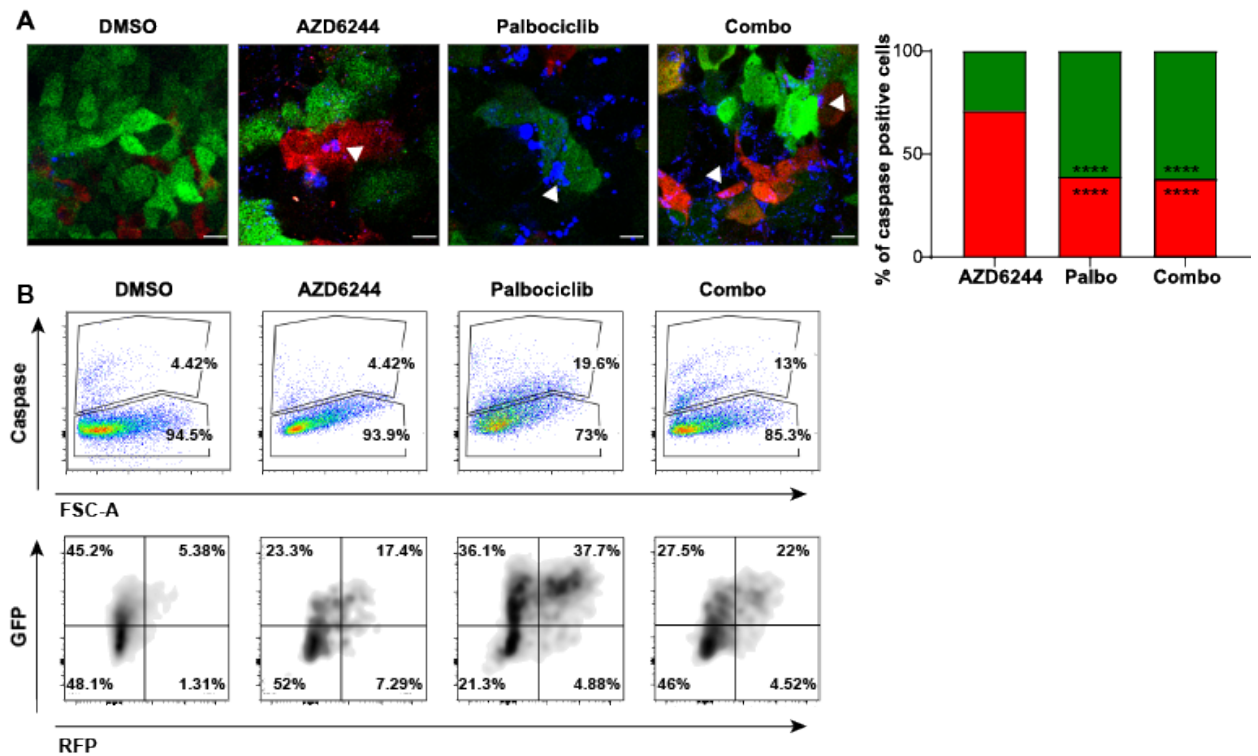 A
DMSO AZD6244 Palbociclib Combo
% of caspase positive cells
100
50
0
**** ****
**** ****
AZD6244 Palbo Combo
B
DMSO AZD6244 Palbociclib Combo
Caspase
4.42% 4.42% 19.6% 13%
94.5% 93.9% 73% 85.3%
FSC-A
GFP
45.2% 5.38% 23.3% 17.4% 36.1% 37.7% 27.5% 22%
48.1% 1.31% 52% 7.29% 21.3% 4.88% 46% 4.52%
RFP